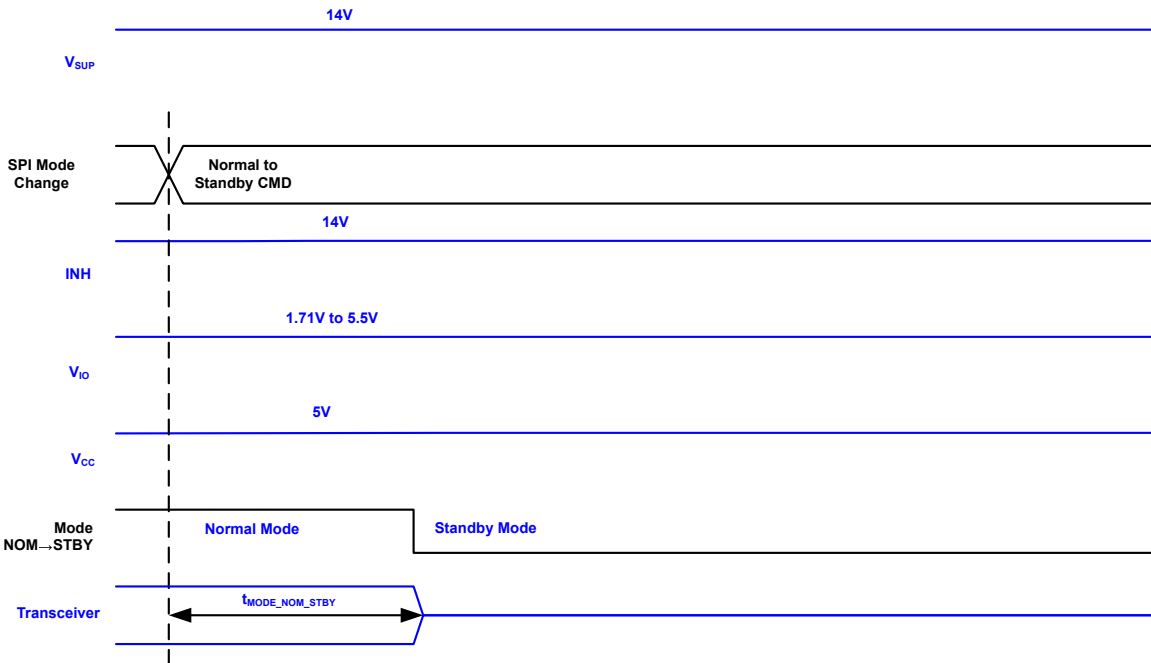 14V
VSUP
SPI Mode
Change
Normal to
Standby CMD
14V
INH
1.71V to 5.5V
VIO
5V
VCC
Mode
NOM→STBY
Normal Mode
Standby Mode
Transceiver
tMODE_NOM_STBY